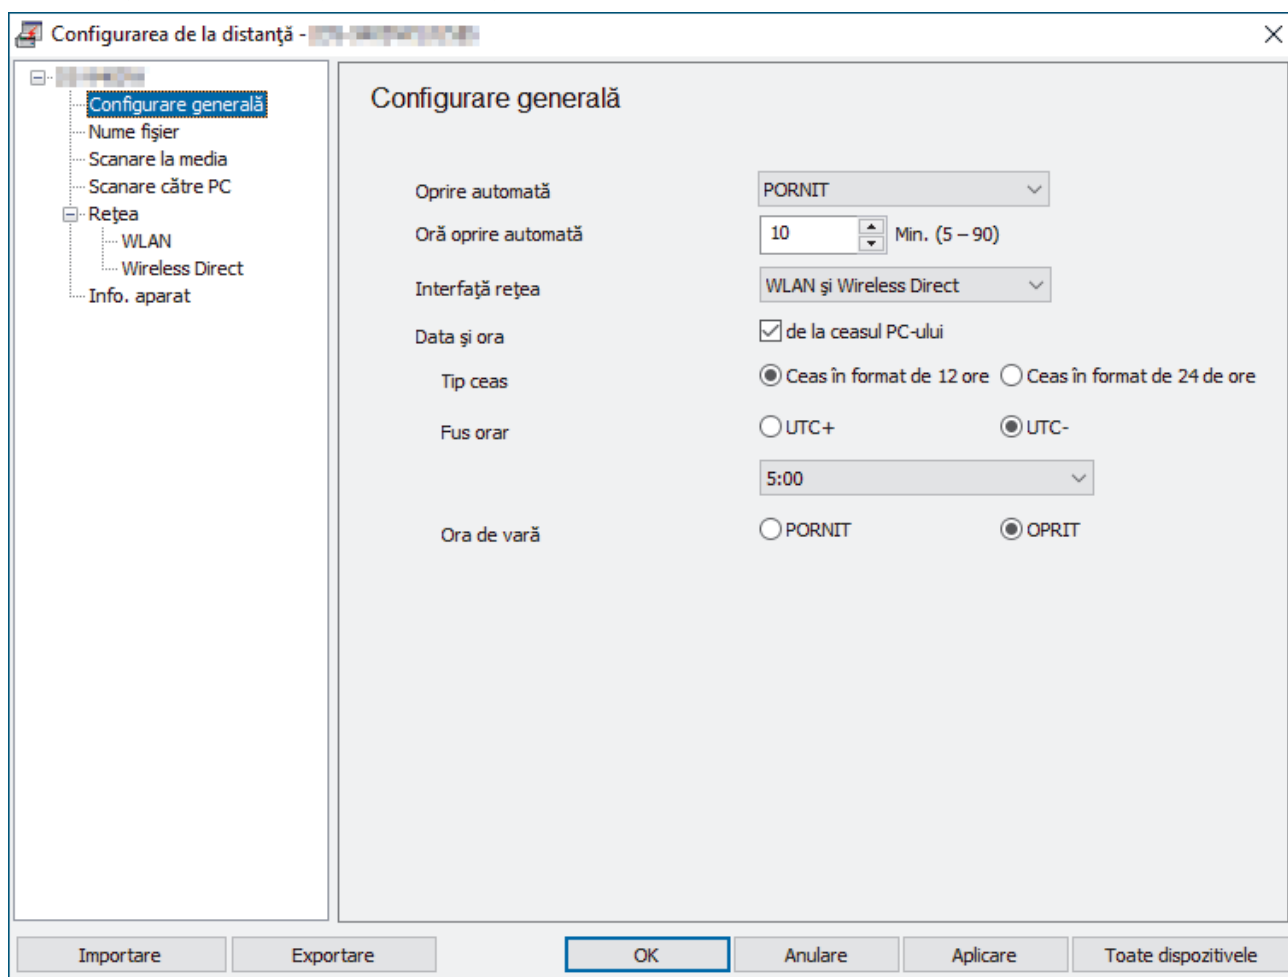 Configurarea de la distanţă -
Configurare generală
Nume fişier
Scanare la media
Scanare către PC
Reţea
WLAN
Wireless Direct
Info. aparat
Configurare generală
Oprire automată PORNIT
Oră oprire automată 10 Min. (5 – 90)
Interfaţă reţea WLAN şi Wireless Direct
Data şi ora de la ceasul PC-ului
Tip ceas Ceas în format de 12 ore Ceas în format de 24 de ore
Fus orar UTC+ UTC-
5:00
Ora de vară PORNIT OPRIT
Importare Exportare OK Anulare Aplicare Toate dispozitivele